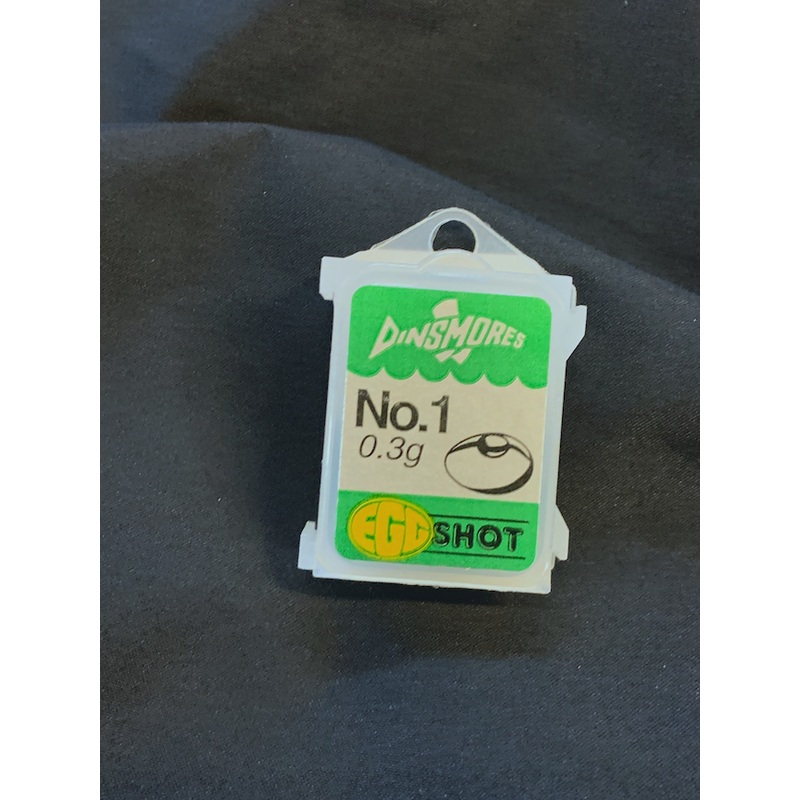 DINSMORES
No.1
0.3g
EGG SHOT